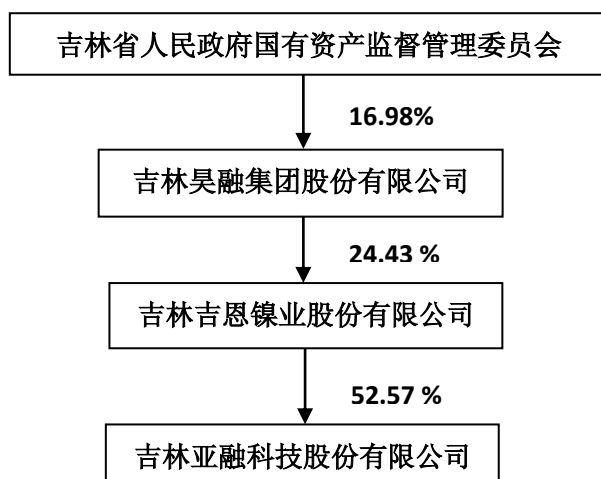 吉林省人民政府国有资产监督管理委员会
16.98%
吉林昊融集团股份有限公司
24.43 %
吉林吉恩镍业股份有限公司
52.57 %
吉林亚融科技股份有限公司